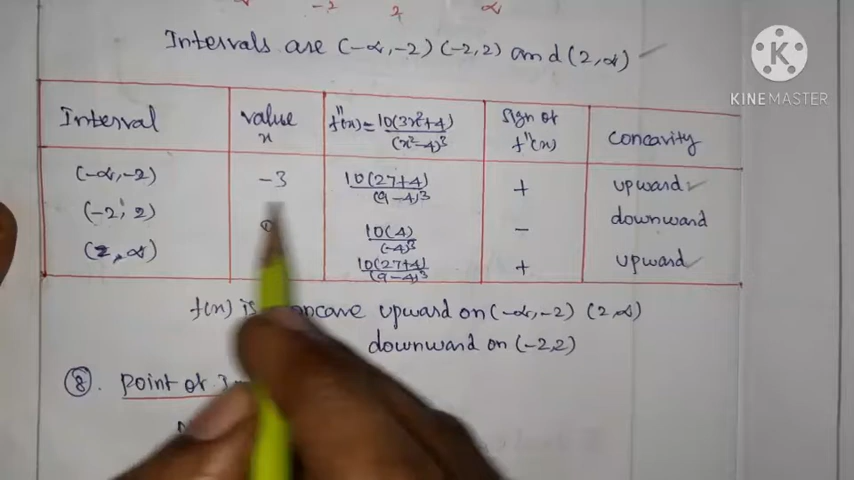 -2 2 α
Intervals are (-α,-2) (-2,2) and (2,α)
KINEMASTER
Interval value x f"(x) = 10(3x²+4)/(x²-4)³ sign of f"(x) concavity
(-α,-2) -3 10(27+4)/(9-4)³ + upward
(-2,2) 0 10(4)/(-4)³ - downward
(2,α) 10(27+4)/(9-4)³ + upward
f(x) is concave upward on (-α,-2) (2,α)
downward on (-2,2)
8. point of